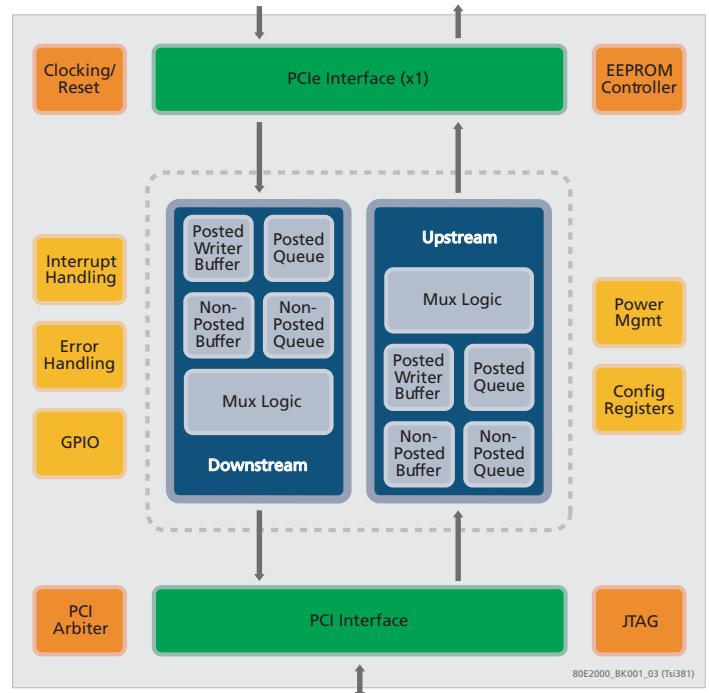 Clocking/
Reset
PCIe Interface (x1)
EEPROM
Controller
Interrupt
Handling
Error
Handling
GPIO
Posted
Writer
Buffer
Posted
Queue
Non-
Posted
Buffer
Non-
Posted
Queue
Mux Logic
Downstream
Upstream
Mux Logic
Posted
Writer
Buffer
Posted
Queue
Non-
Posted
Buffer
Non-
Posted
Queue
Power
Mgmt
Config
Registers
PCI
Arbiter
PCI Interface
JTAG
80E2000_BK001_03 (Tsi381)